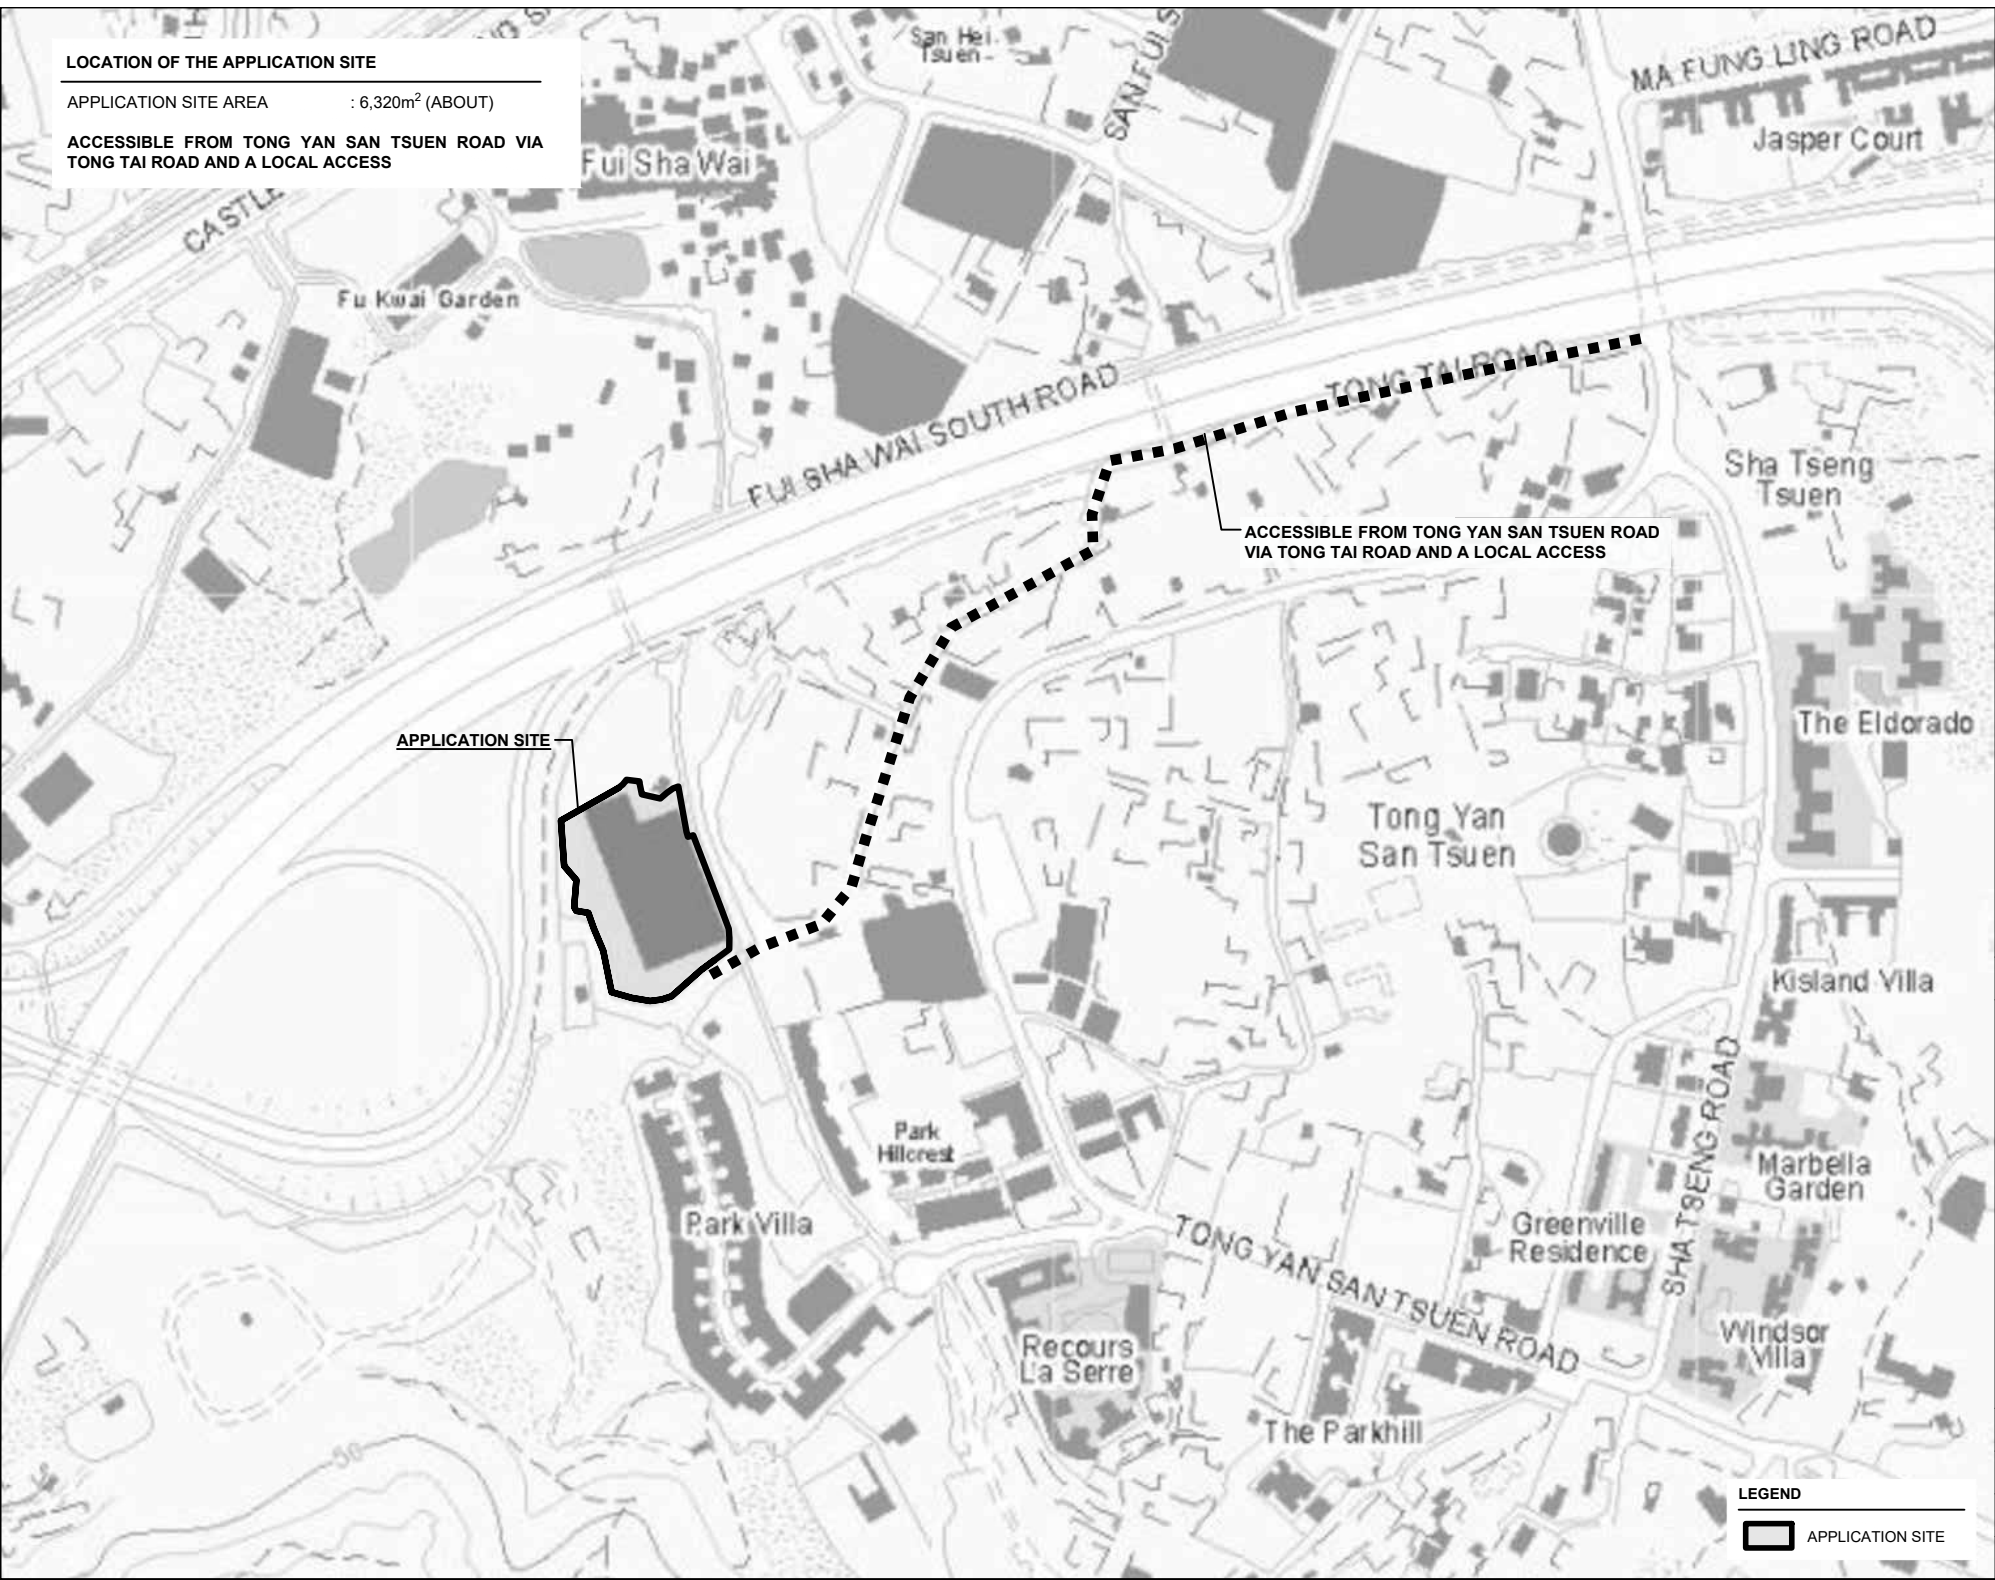 LOCATION OF THE APPLICATION SITE
APPLICATION SITE AREA : 6,320m² (ABOUT)
ACCESSIBLE FROM TONG YAN SAN TSUEN ROAD VIA
TONG TAI ROAD AND A LOCAL ACCESS
San Hei
Tsuen
MA FUNG LING ROAD
Jasper Court
Fui Sha Wai
Fu Kwai Garden
FUI SHA WAI SOUTH ROAD
TONG TAI ROAD
Sha Tseng
Tsuen
ACCESSIBLE FROM TONG YAN SAN TSUEN ROAD
VIA TONG TAI ROAD AND A LOCAL ACCESS
APPLICATION SITE
The Eldorado
Tong Yan
San Tsuen
Kisland Villa
Park
Hillcrest
Park Villa
SHA TSENG ROAD
Marbella
Garden
Greenville
Residence
TONG YAN SAN TSUEN ROAD
Recours
La Serre
Windsor
Villa
The Parkhill
50
LEGEND
APPLICATION SITE